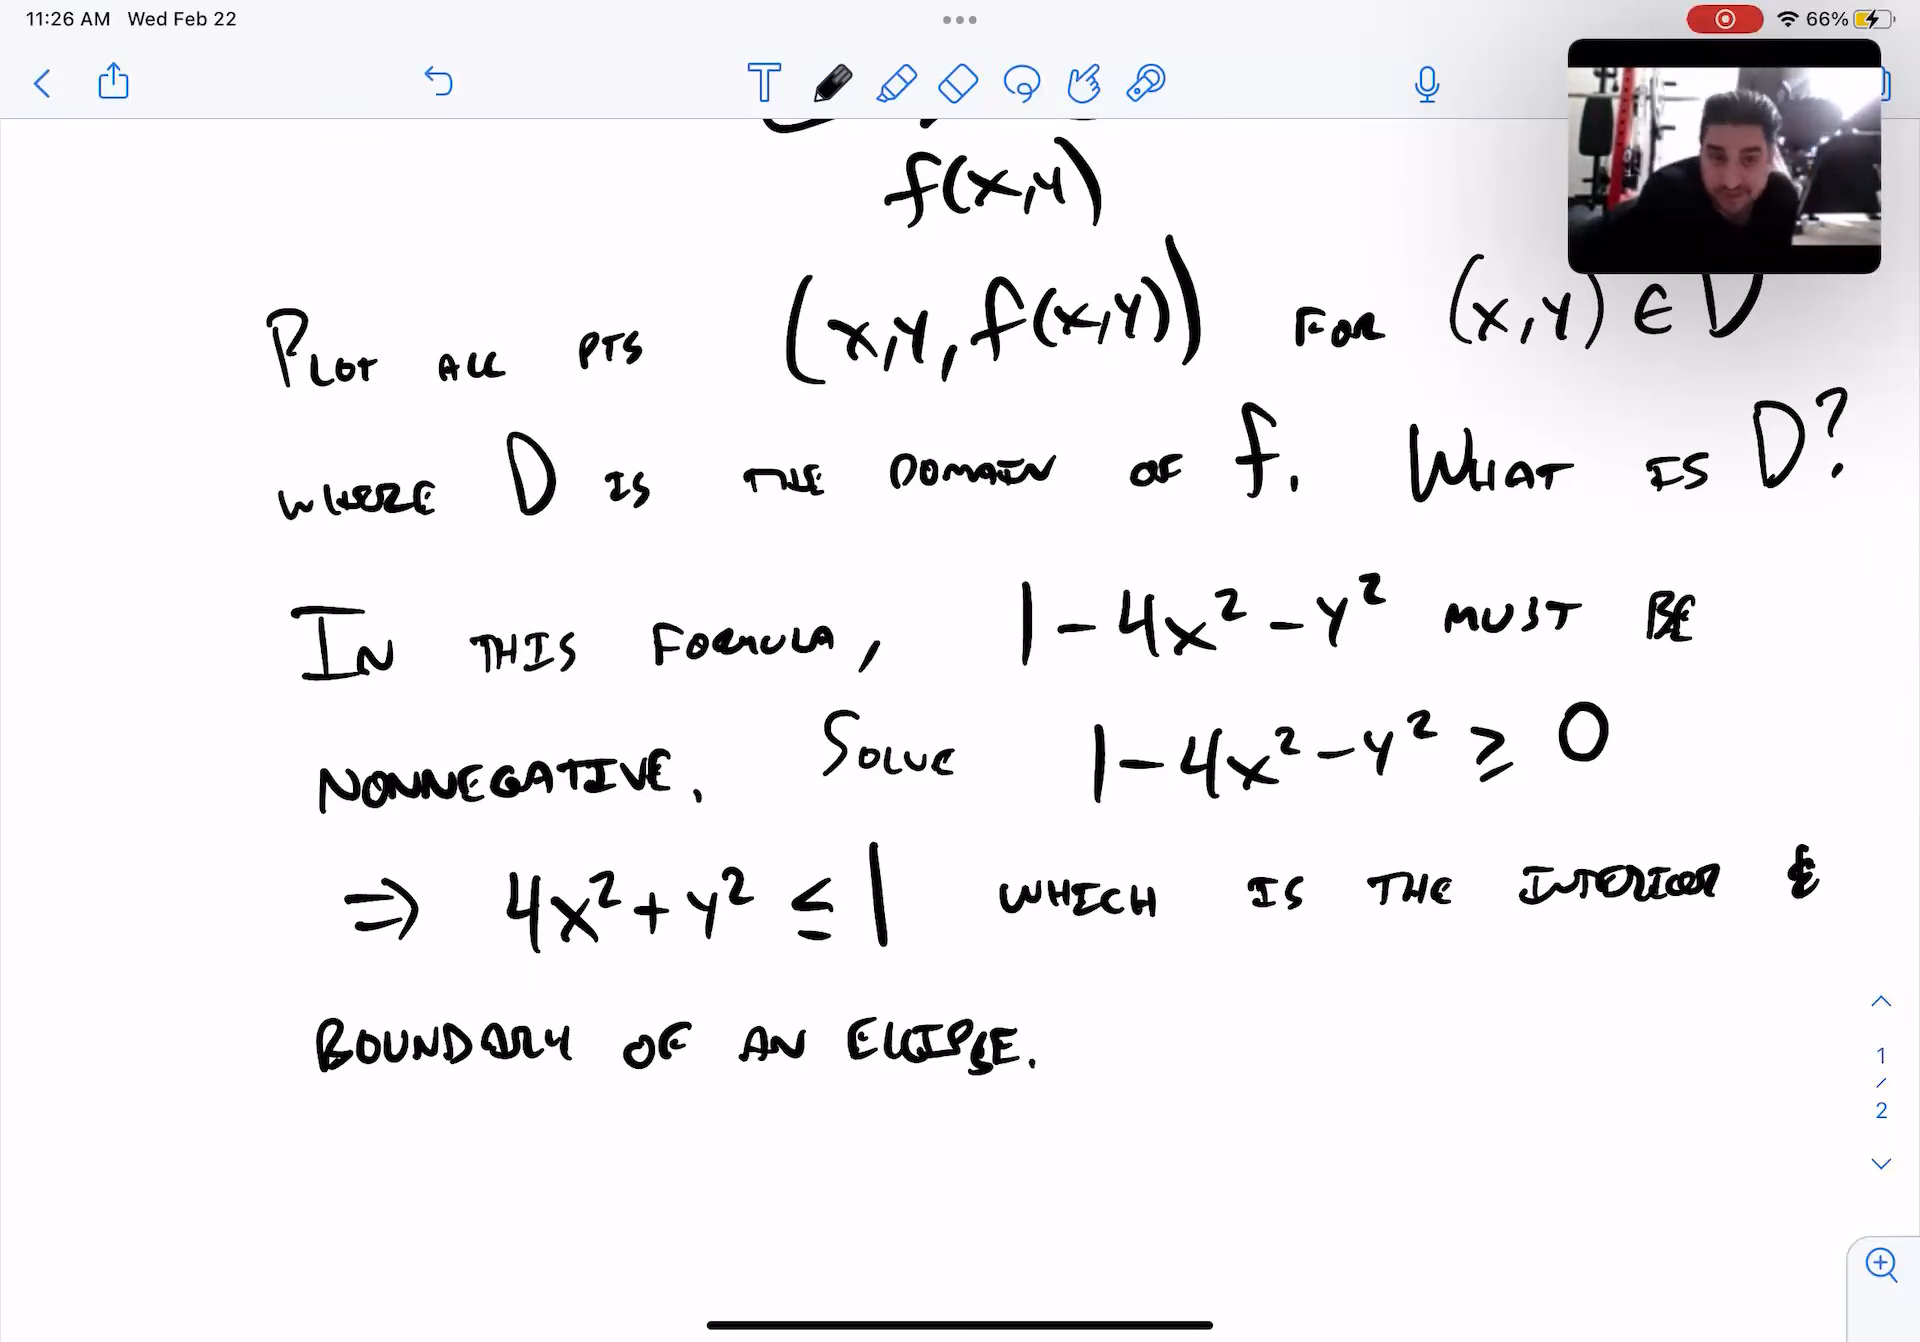 11:26 AM Wed Feb 22
66%
f(x,y)
PLOT ALL PTS (x,y, f(x,y)) FOR (x,y) ∈ D
WHERE D IS THE DOMAIN OF f. WHAT IS D?
IN THIS FORMULA, 1-4x²-y² MUST BE
NONNEGATIVE. SOLVE 1-4x²-y² ≥ 0
⇒ 4x²+y² ≤ 1 WHICH IS THE INTERIOR &
BOUNDARY OF AN ELLIPSE.
1
/
2